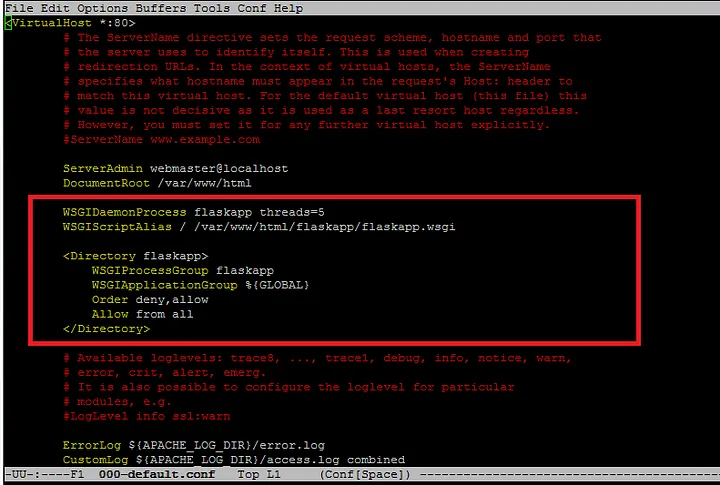 File Edit Options Buffers Tools Conf Help
<VirtualHost *:80>
# The ServerName directive sets the request scheme, hostname and port that
# the server uses to identify itself. This is used when creating
# redirection URLs. In the context of virtual hosts, the ServerName
# specifies what hostname must appear in the request's Host: header to
# match this virtual host. For the default virtual host (this file) this
# value is not decisive as it is used as a last resort host regardless.
# However, you must set it for any further virtual host explicitly.
#ServerName www.example.com
ServerAdmin webmaster@localhost
DocumentRoot /var/www/html
WSGIDaemonProcess flaskapp threads=5
WSGIScriptAlias / /var/www/html/flaskapp/flaskapp.wsgi
<Directory flaskapp>
WSGIProcessGroup flaskapp
WSGIApplicationGroup %{GLOBAL}
Order deny,allow
Allow from all
</Directory>
# Available loglevels: trace8, ..., trace1, debug, info, notice, warn,
# error, crit, alert, emerg.
# It is also possible to configure the loglevel for particular
# modules, e.g.
#LogLevel info ssl:warn
ErrorLog ${APACHE_LOG_DIR}/error.log
CustomLog ${APACHE_LOG_DIR}/access.log combined
-UU-:----F1 000-default.conf Top L1 (Conf[Space]) ----------------------------------------